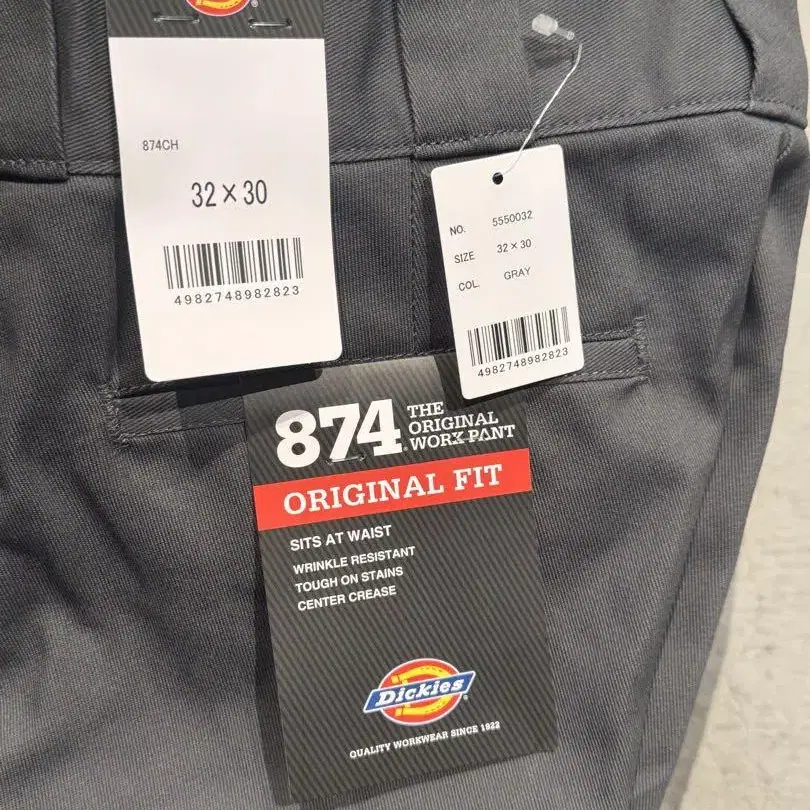 874CH
32×30
4982748982823
NO. 5550032
SIZE 32×30
COL. GRAY
4982748982823
874 THE
ORIGINAL
WORK PANT
ORIGINAL FIT
SITS AT WAIST
WRINKLE RESISTANT
TOUGH ON STAINS
CENTER CREASE
Dickies
QUALITY WORKWEAR SINCE 1922